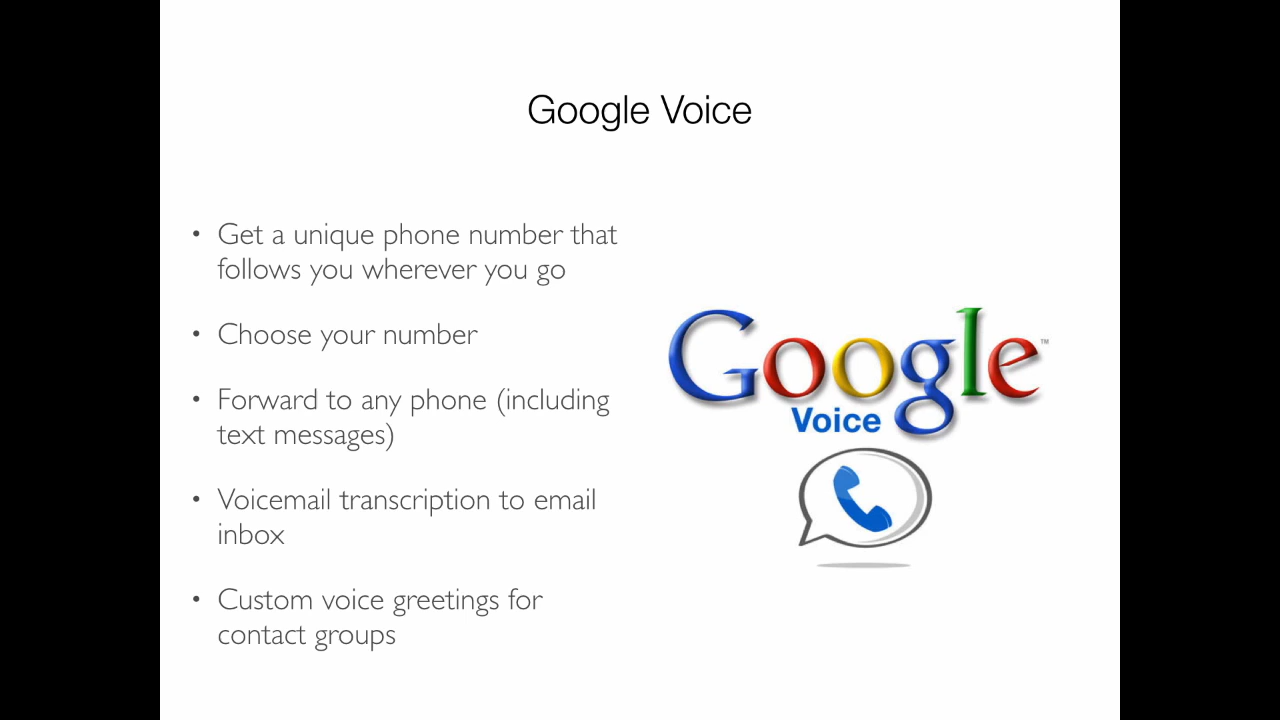 Google Voice
• Get a unique phone number that
follows you wherever you go
• Choose your number
• Forward to any phone (including
text messages)
• Voicemail transcription to email
inbox
• Custom voice greetings for
contact groups
Google™
Voice